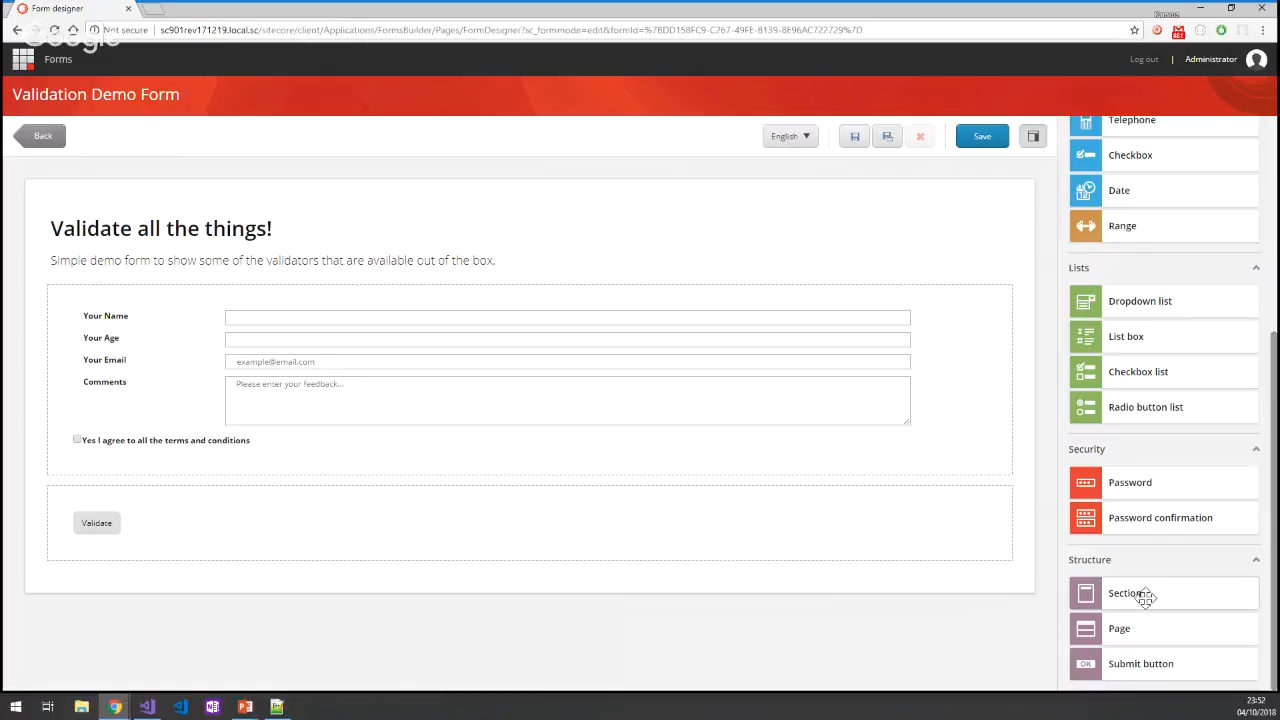 Form designer
Not secure
sc901rev171219.local.sc/sitecore/client/Applications/FormsBuilder/Pages/FormDesigner?sc_formmode=edit&formId=%7BDD158FC9-C267-49FE-B139-8E96AC722729%7D
Google
Forms
Log out | Administrator
Validation Demo Form
Back
English
Save
Validate all the things!
Simple demo form to show some of the validators that are available out of the box.
Your Name
Your Age
Your Email
example@email.com
Comments
Please enter your feedback...
Yes I agree to all the terms and conditions
Validate
Telephone
Checkbox
Date
Range
Lists
Dropdown list
List box
Checkbox list
Radio button list
Security
Password
Password confirmation
Structure
Section
Page
OK
Submit button
23:52
04/10/2018